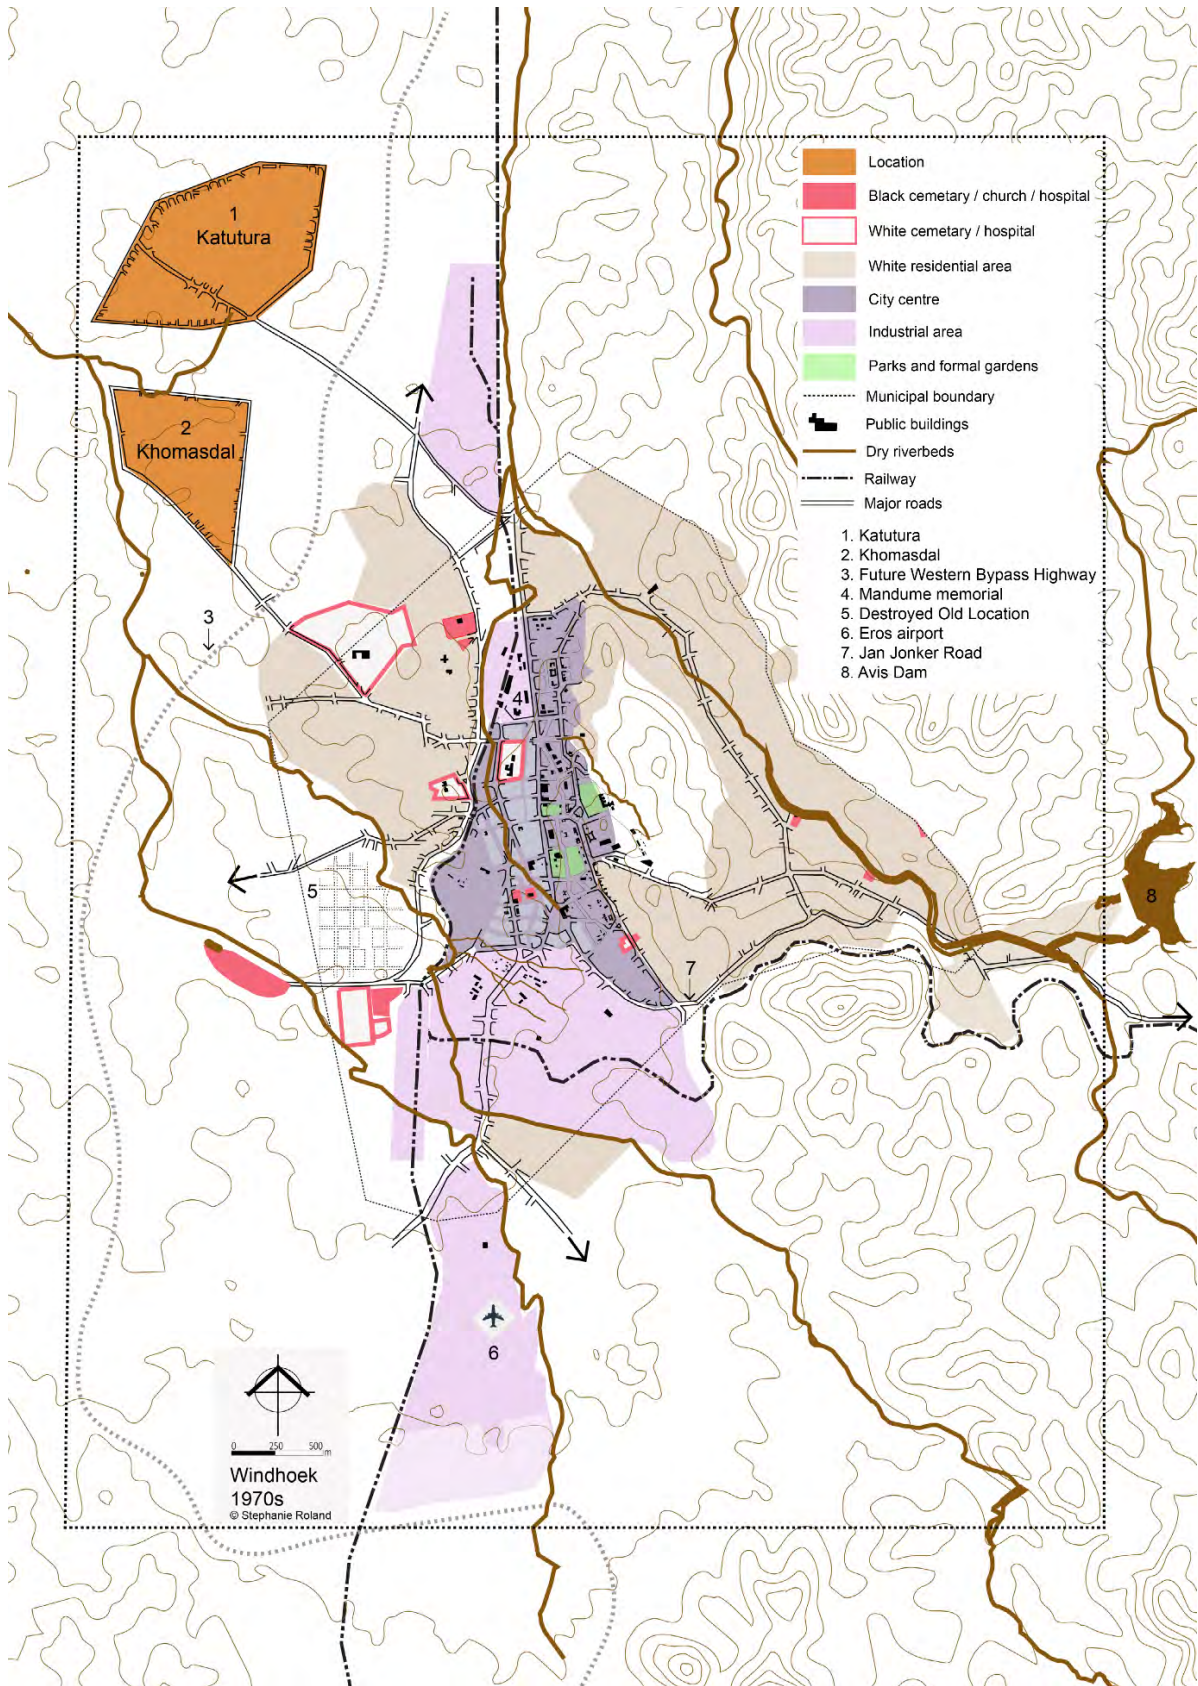 1
Katutura
2
Khomasdal
3
4
5
6
7
8
Location
Black cemetary / church / hospital
White cemetary / hospital
White residential area
City centre
Industrial area
Parks and formal gardens
Municipal boundary
Public buildings
Dry riverbeds
Railway
Major roads
1. Katutura
2. Khomasdal
3. Future Western Bypass Highway
4. Mandume memorial
5. Destroyed Old Location
6. Eros airport
7. Jan Jonker Road
8. Avis Dam
0 250 500 m
Windhoek
1970s
© Stephanie Roland